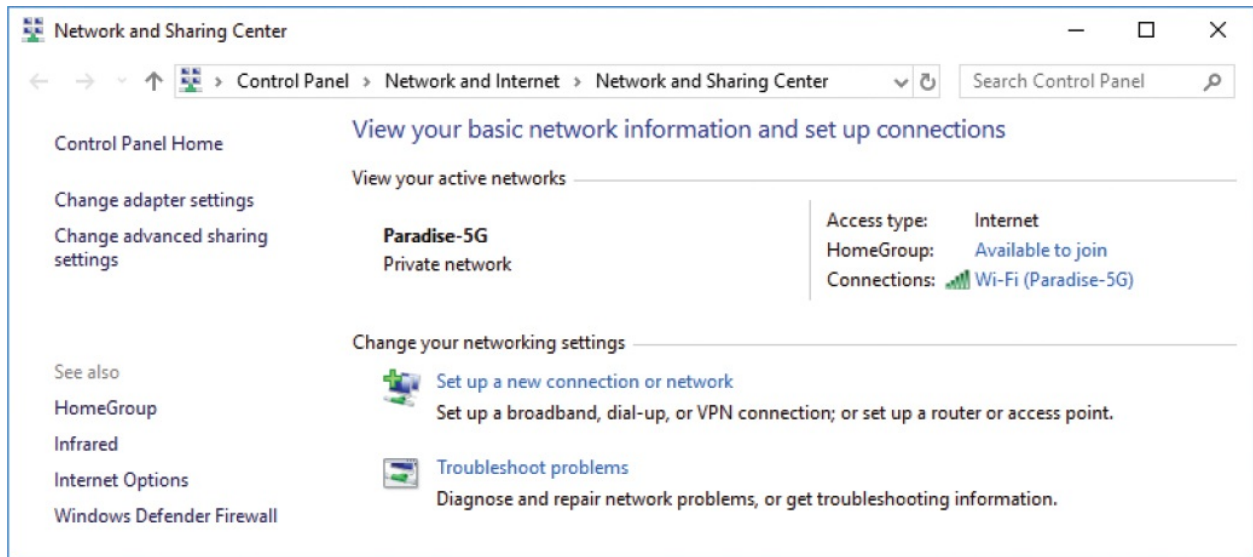 Network and Sharing Center
Control Panel > Network and Internet > Network and Sharing Center
Search Control Panel
Control Panel Home
Change adapter settings
Change advanced sharing
settings
See also
HomeGroup
Infrared
Internet Options
Windows Defender Firewall
View your basic network information and set up connections
View your active networks
Paradise-5G
Private network
Access type: Internet
HomeGroup: Available to join
Connections: Wi-Fi (Paradise-5G)
Change your networking settings
Set up a new connection or network
Set up a broadband, dial-up, or VPN connection; or set up a router or access point.
Troubleshoot problems
Diagnose and repair network problems, or get troubleshooting information.